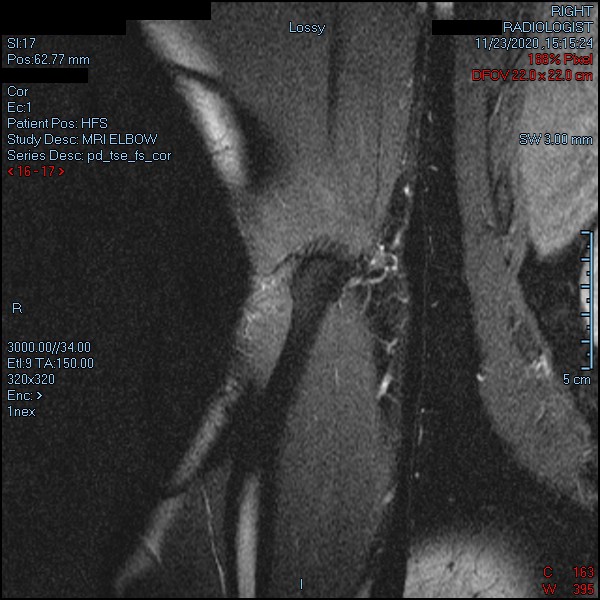 Lossy
RIGHT
RADIOLOGIST
11/23/2020 ,15:15:24
188% Pixel
DFOV 22.0 x 22.0 cm
SW 3.00 mm
SI:17
Pos:62.77 mm
Cor
Ec:1
Patient Pos: HFS
Study Desc: MRI ELBOW
Series Desc: pd_tse_fs_cor
< 16 - 17 >
R
3000.00//34.00
Etl:9 TA:150.00
320x320
Enc: >
1nex
5 cm
I
C 163
W 395